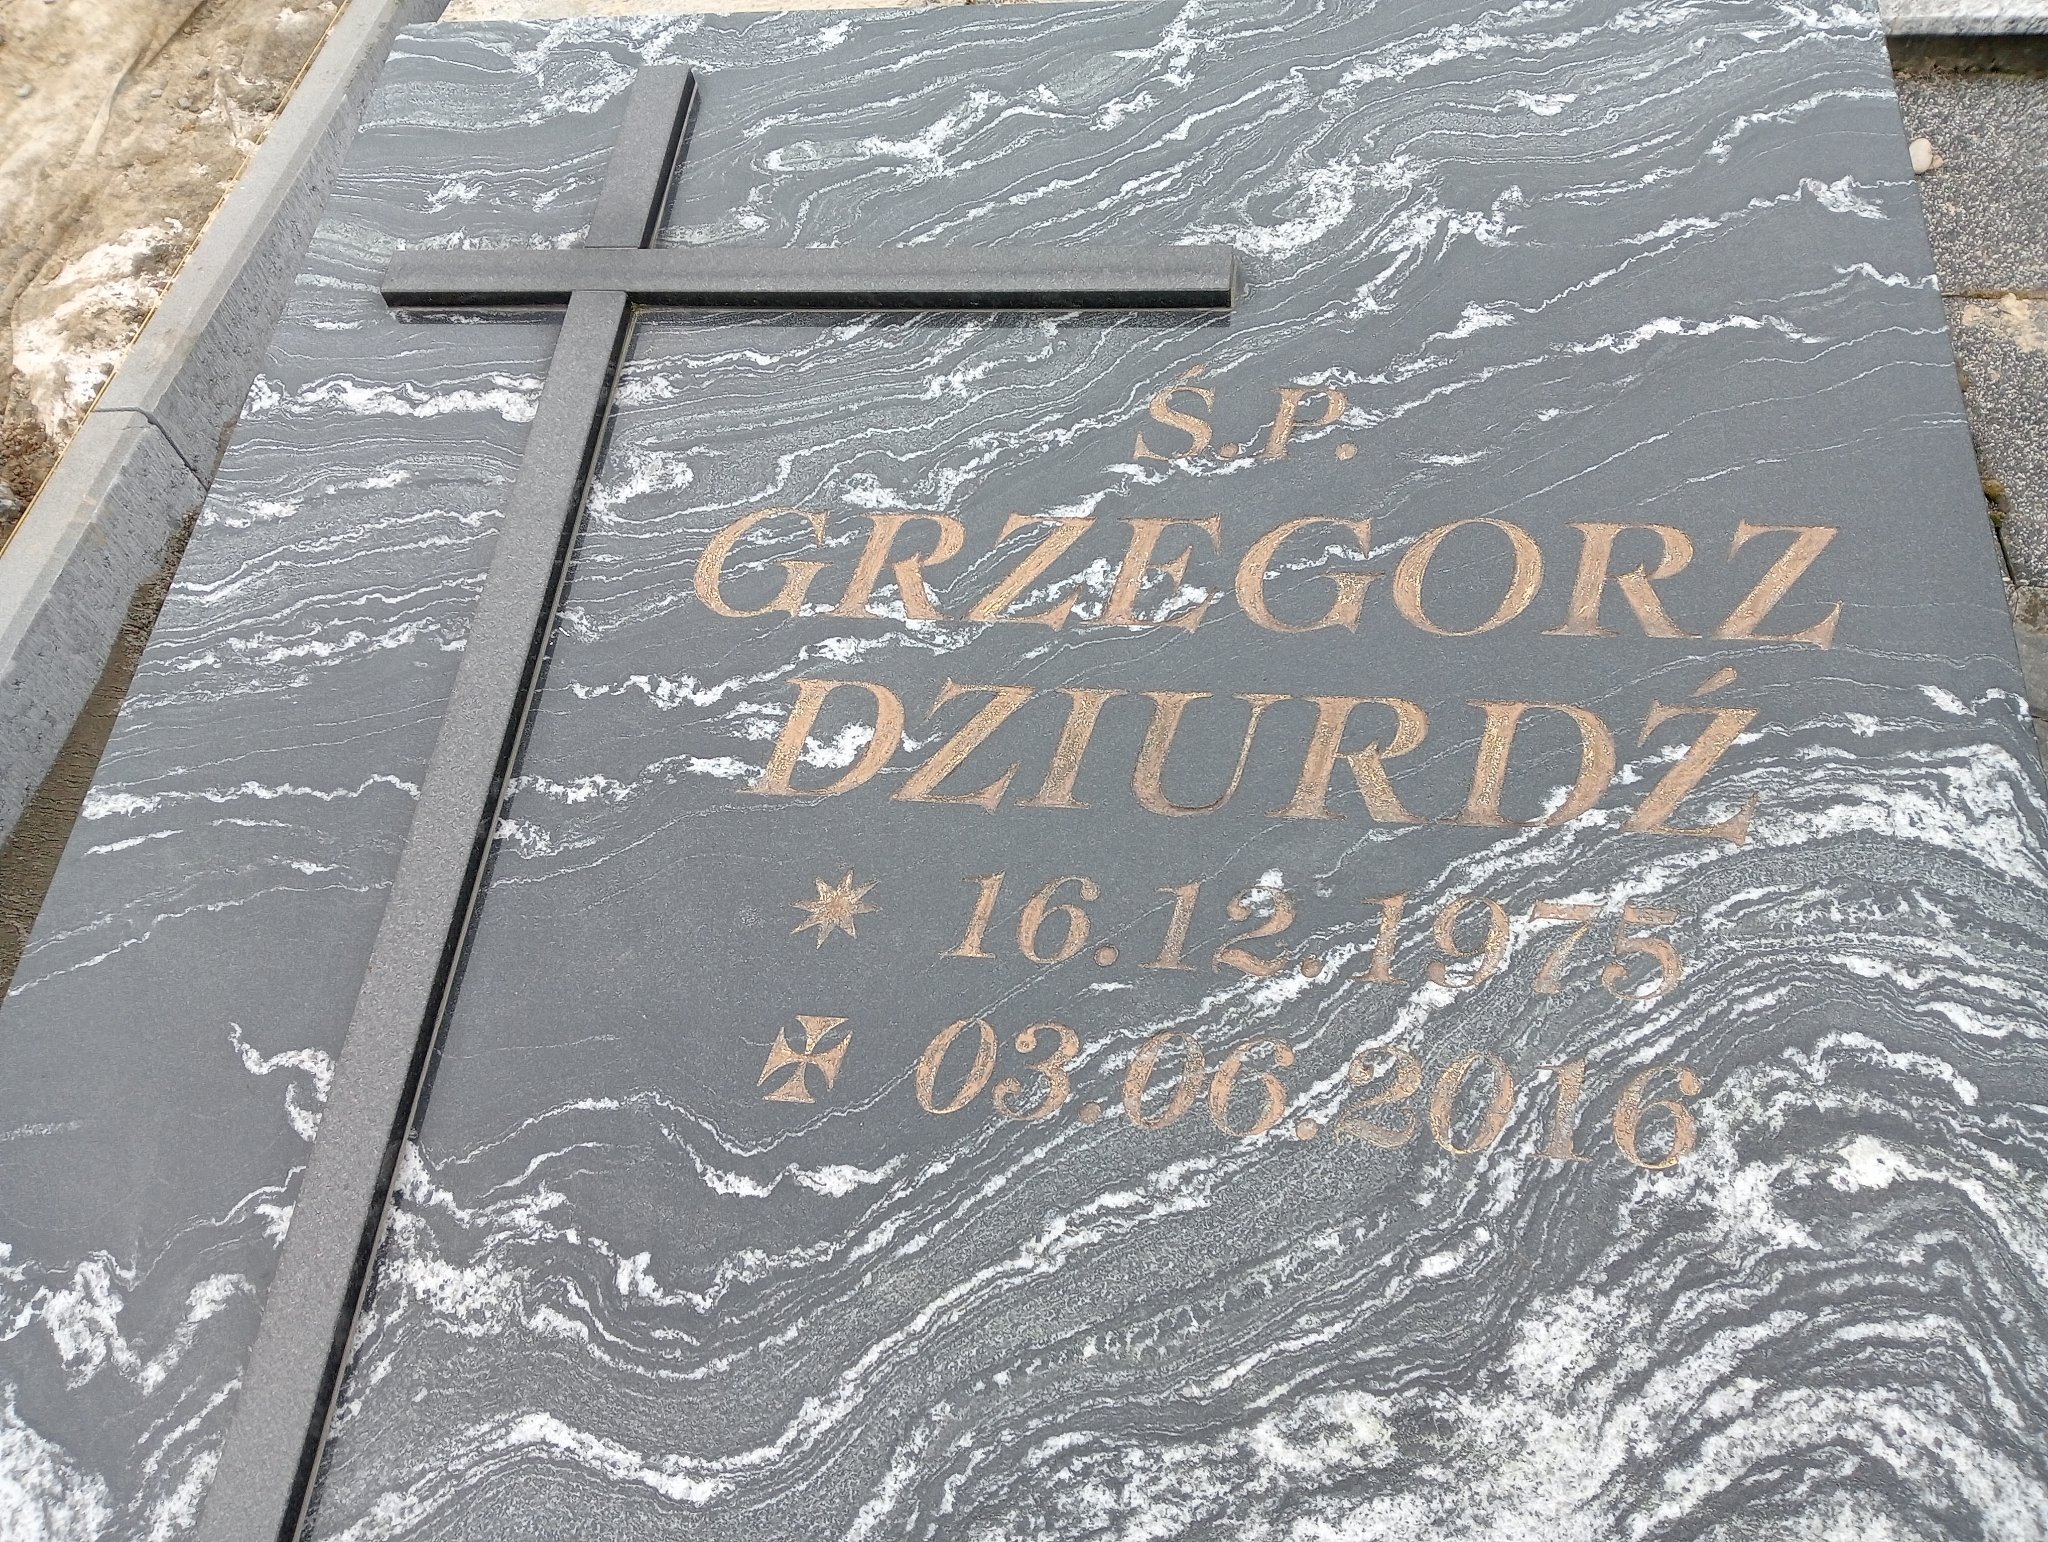 Ś.P.
GRZEGORZ
DZIURDŹ
* 16.12.1975
✠ 03.06.2016